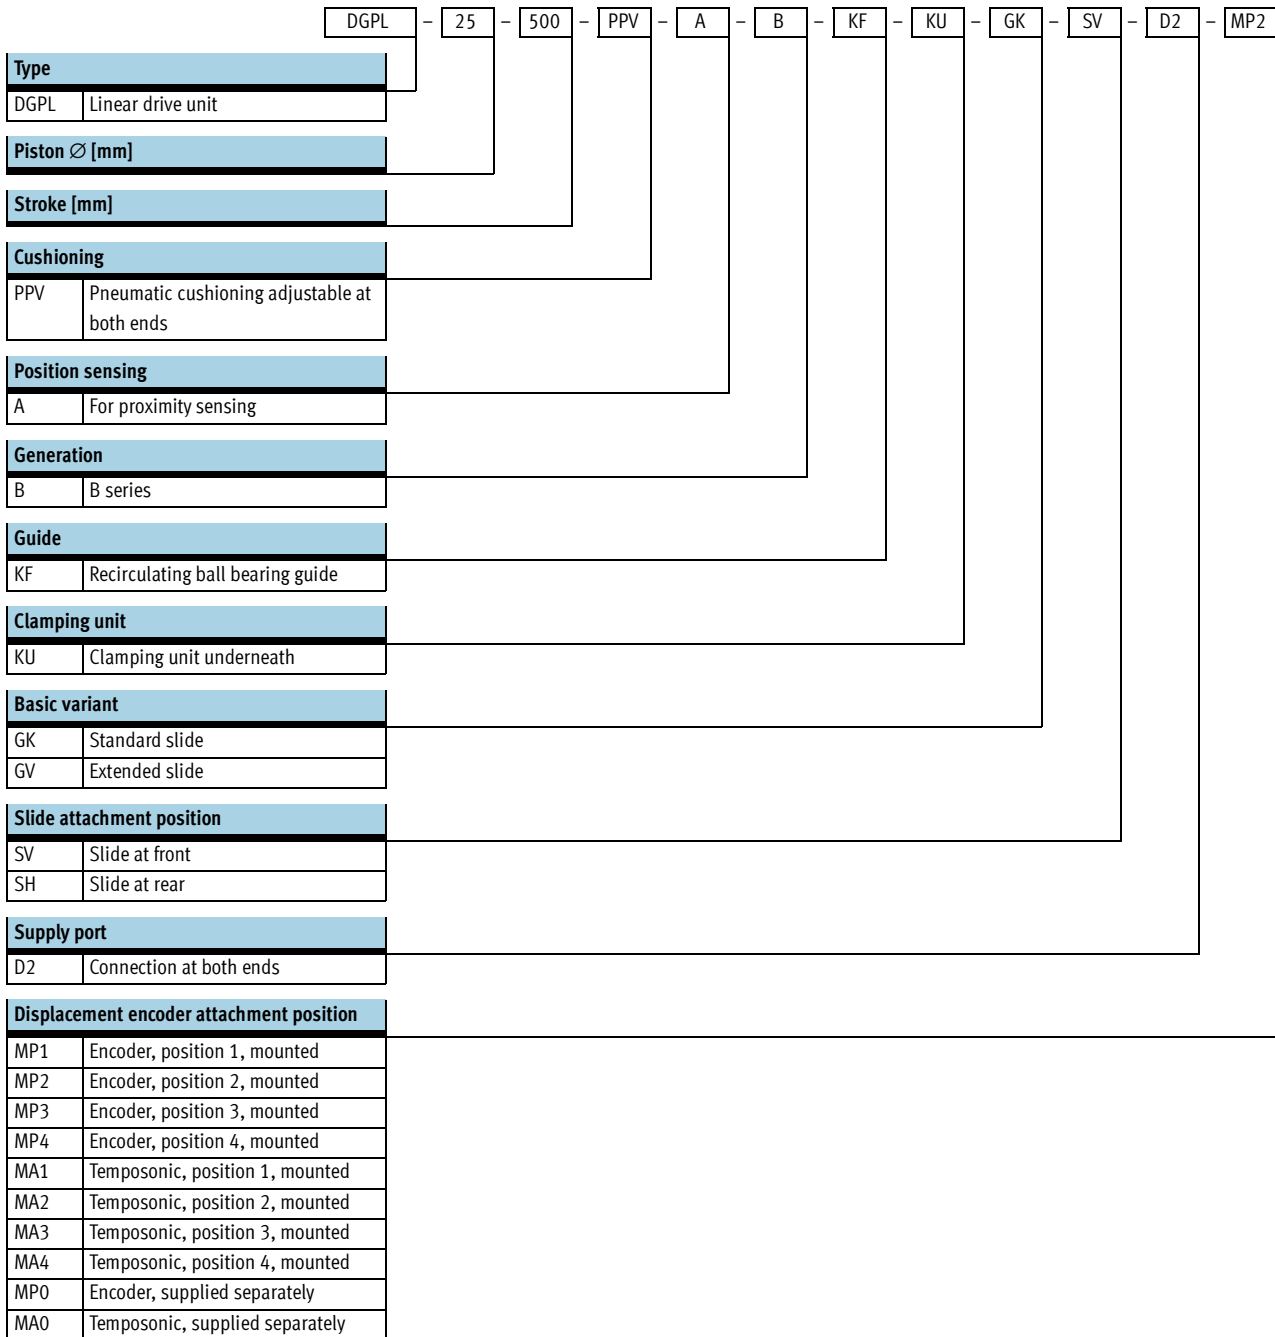 DGPL – 25 – 500 – PPV – A – B – KF – KU – GK – SV – D2 – MP2
Type
DGPL Linear drive unit
Piston ∅ [mm]
Stroke [mm]
Cushioning
PPV Pneumatic cushioning adjustable at
both ends
Position sensing
A For proximity sensing
Generation
B B series
Guide
KF Recirculating ball bearing guide
Clamping unit
KU Clamping unit underneath
Basic variant
GK Standard slide
GV Extended slide
Slide attachment position
SV Slide at front
SH Slide at rear
Supply port
D2 Connection at both ends
Displacement encoder attachment position
MP1 Encoder, position 1, mounted
MP2 Encoder, position 2, mounted
MP3 Encoder, position 3, mounted
MP4 Encoder, position 4, mounted
MA1 Temposonic, position 1, mounted
MA2 Temposonic, position 2, mounted
MA3 Temposonic, position 3, mounted
MA4 Temposonic, position 4, mounted
MP0 Encoder, supplied separately
MA0 Temposonic, supplied separately